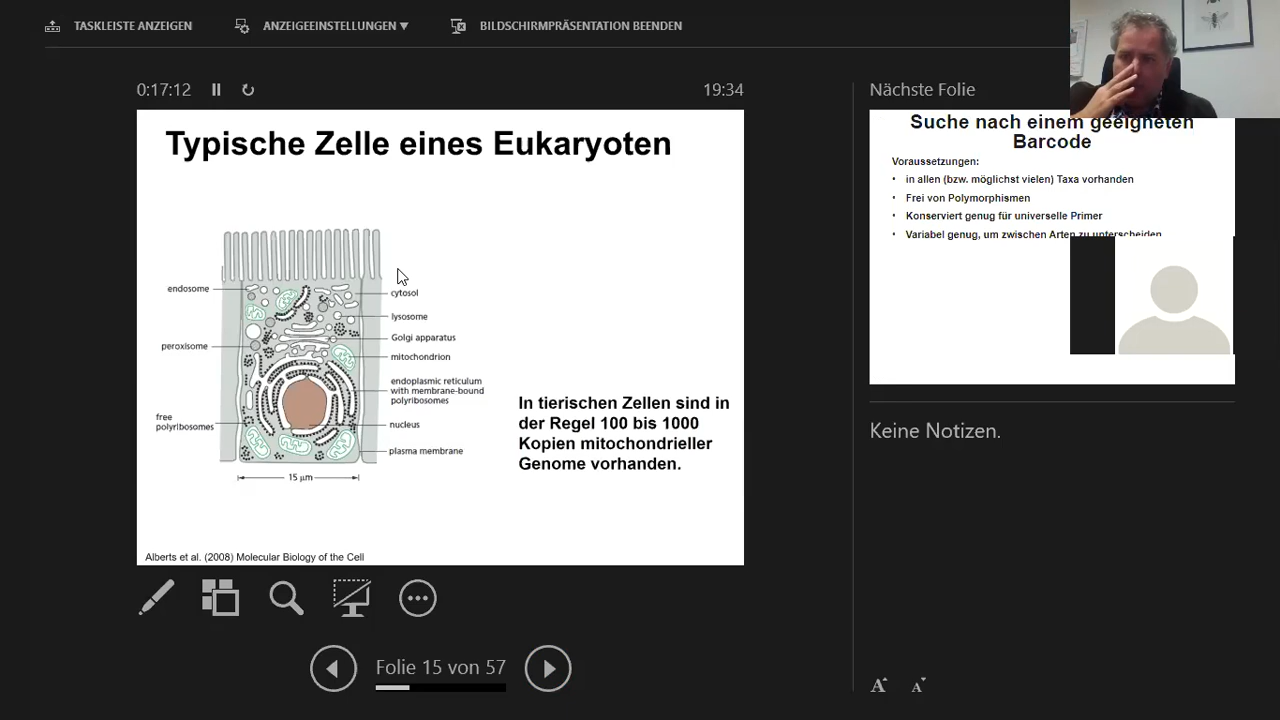 TASKLEISTE ANZEIGEN
ANZEIGEEINSTELLUNGEN ▼
BILDSCHIRMPRÄSENTATION BEENDEN
0:17:12
19:34
Typische Zelle eines Eukaryoten
endosome
cytosol
lysosome
Golgi apparatus
peroxisome
mitochondrion
endoplasmic reticulum
with membrane-bound
polyribosomes
free
polyribosomes
nucleus
plasma membrane
15 µm
In tierischen Zellen sind in
der Regel 100 bis 1000
Kopien mitochondrieller
Genome vorhanden.
Alberts et al. (2008) Molecular Biology of the Cell
Folie 15 von 57
Nächste Folie
Suche nach einem geeigneten
Barcode
Voraussetzungen:
• in allen (bzw. möglichst vielen) Taxa vorhanden
• Frei von Polymorphismen
• Konserviert genug für universelle Primer
• Variabel genug, um zwischen Arten zu unterscheiden
Keine Notizen.
A A